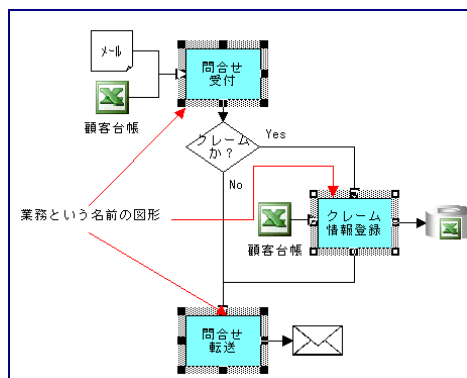 メール
問合せ
受付
顧客台帳
クレーム
か？
Yes
No
業務という名前の図形
クレーム
情報登録
顧客台帳
問合せ
転送